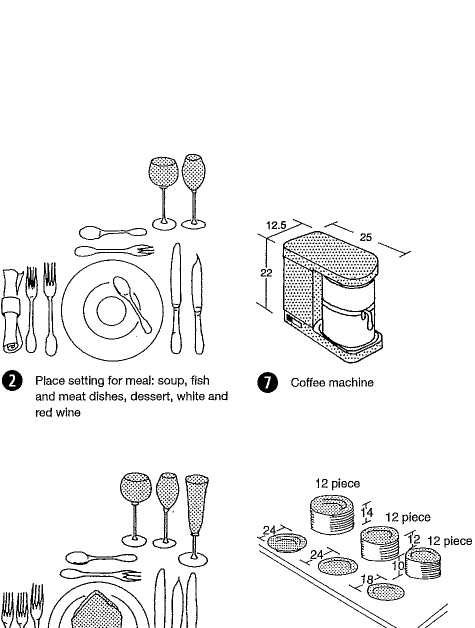 12.5
25
22
2 Place setting for meal: soup, fish
and meat dishes, dessert, white and
red wine
7 Coffee machine
12 piece
14
12 piece
24
12
12 piece
24
10
18